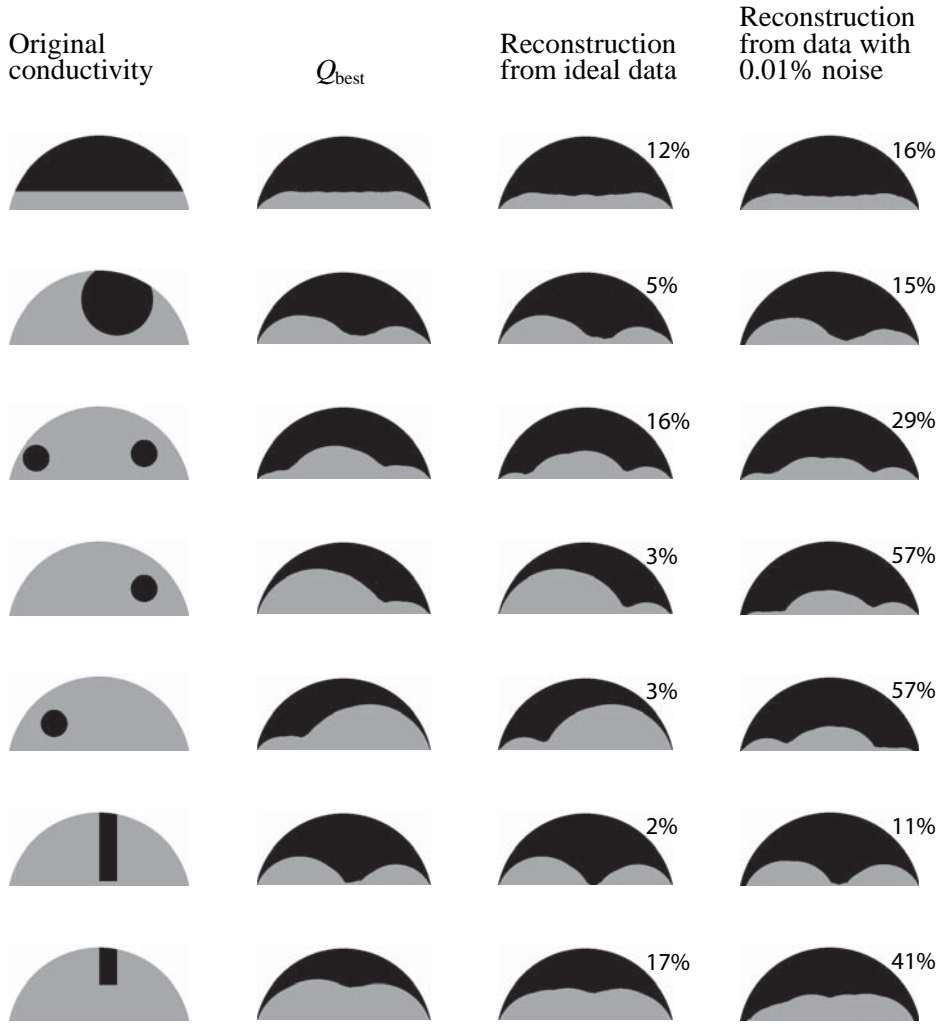 Original
conductivity
Q_best
Reconstruction
from ideal data
Reconstruction
from data with
0.01% noise
12%
16%
5%
15%
16%
29%
3%
57%
3%
57%
2%
11%
17%
41%